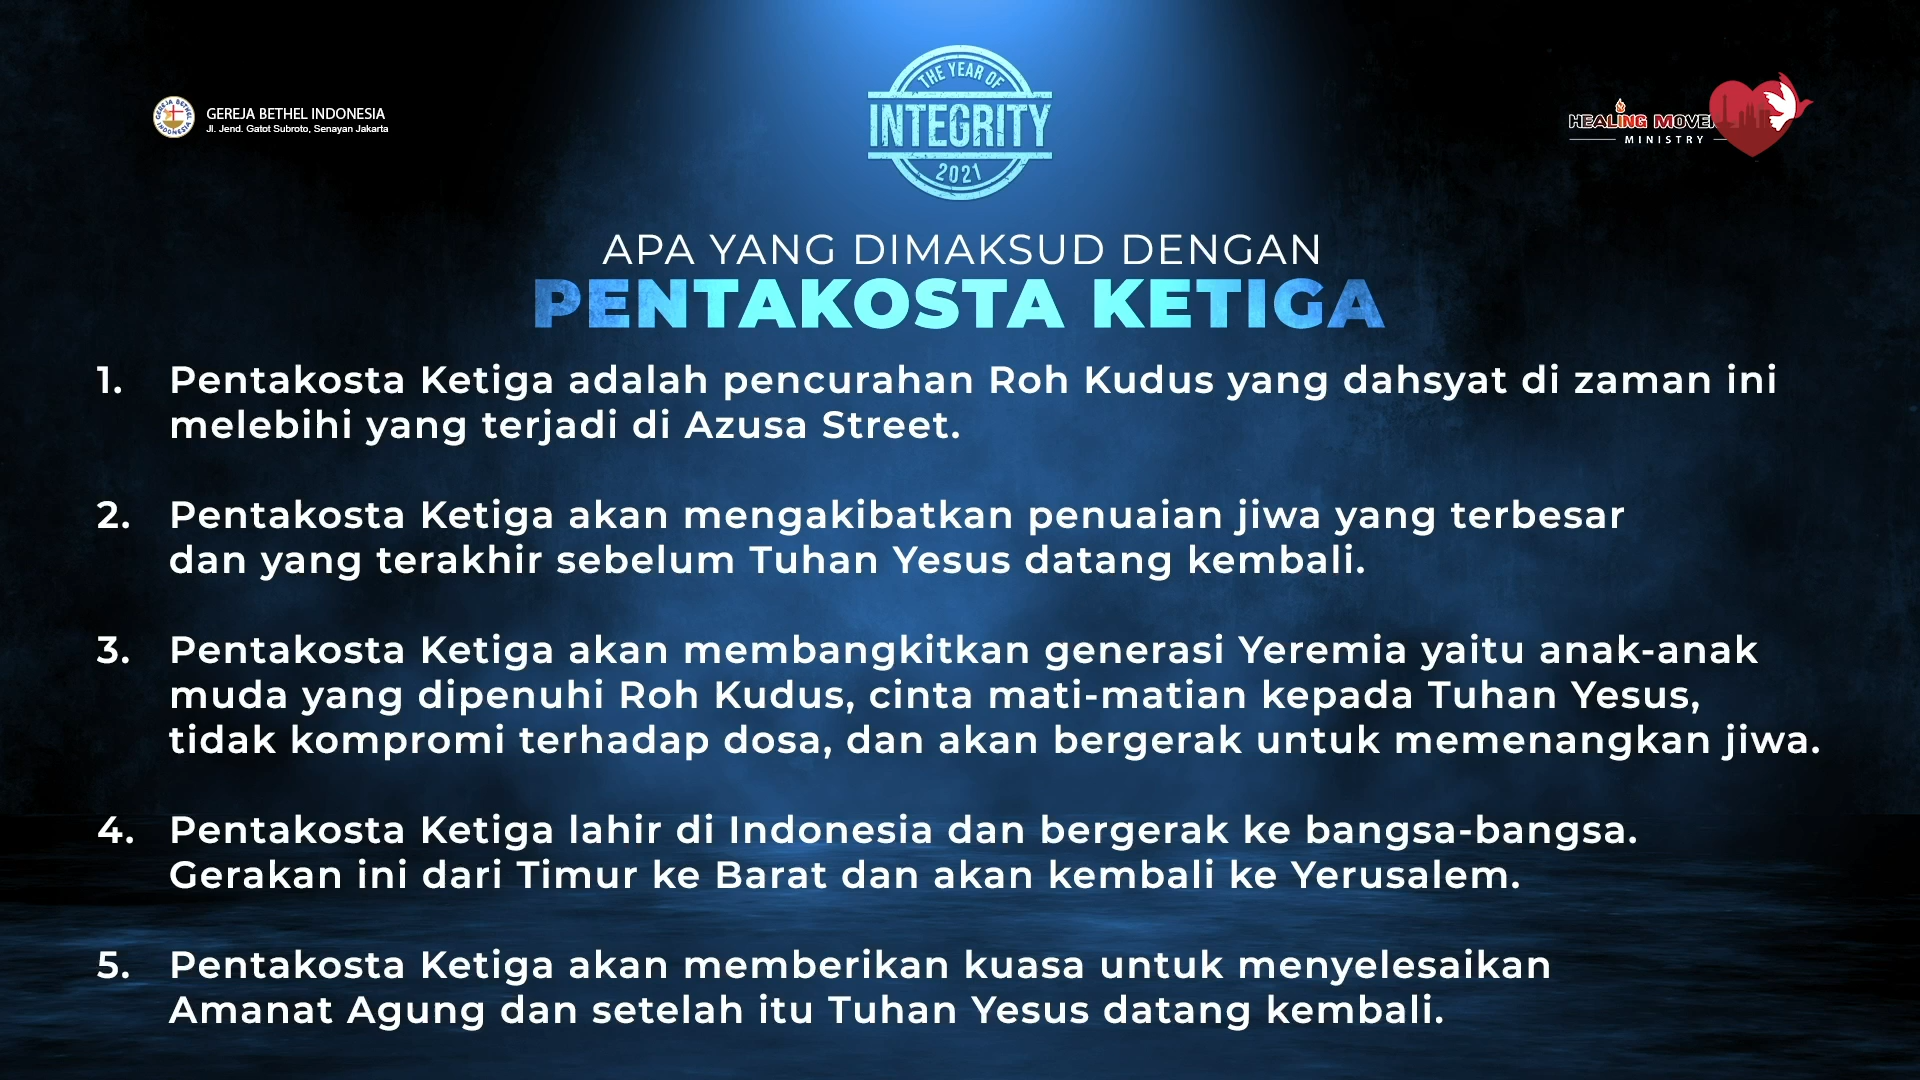 GEREJA BETHEL INDONESIA
Jl. Jend. Gatot Subroto, Senayan Jakarta
THE YEAR OF
INTEGRITY
2021
HEALING
MINISTRY
APA YANG DIMAKSUD DENGAN
PENTAKOSTA KETIGA
1. Pentakosta Ketiga adalah pencurahan Roh Kudus yang dahsyat di zaman ini
melebihi yang terjadi di Azusa Street.
2. Pentakosta Ketiga akan mengakibatkan penuaian jiwa yang terbesar
dan yang terakhir sebelum Tuhan Yesus datang kembali.
3. Pentakosta Ketiga akan membangkitkan generasi Yeremia yaitu anak-anak
muda yang dipenuhi Roh Kudus, cinta mati-matian kepada Tuhan Yesus,
tidak kompromi terhadap dosa, dan akan bergerak untuk memenangkan jiwa.
4. Pentakosta Ketiga lahir di Indonesia dan bergerak ke bangsa-bangsa.
Gerakan ini dari Timur ke Barat dan akan kembali ke Yerusalem.
5. Pentakosta Ketiga akan memberikan kuasa untuk menyelesaikan
Amanat Agung dan setelah itu Tuhan Yesus datang kembali.